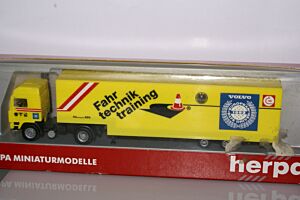 Fahr
technik
training
VOLVO
PA MINIATURMODELLE
herpa